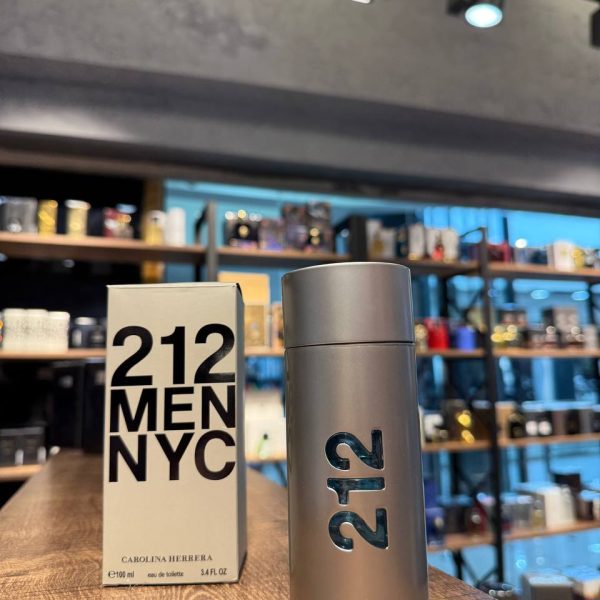 212
MEN
NYC
CAROLINA HERRERA
℮100 ml eau de toilette 3.4 FL OZ
212